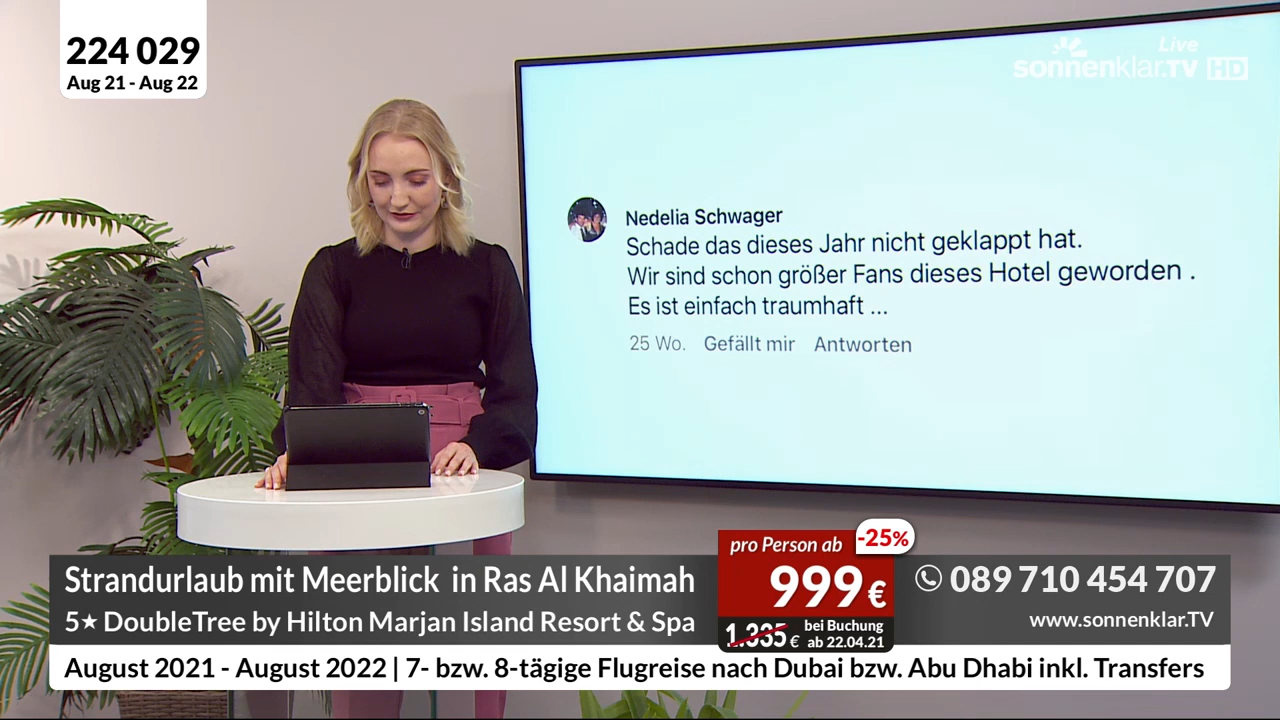 224 029
Aug 21 - Aug 22
Live
sonnenklar.TV HD
Nedelia Schwager
Schade das dieses Jahr nicht geklappt hat.
Wir sind schon größer Fans dieses Hotel geworden .
Es ist einfach traumhaft ...
25 Wo. Gefällt mir Antworten
pro Person ab
-25%
999 €
1.335 €
bei Buchung
ab 22.04.21
Strandurlaub mit Meerblick in Ras Al Khaimah
5★ DoubleTree by Hilton Marjan Island Resort & Spa
089 710 454 707
www.sonnenklar.TV
August 2021 - August 2022 | 7- bzw. 8-tägige Flugreise nach Dubai bzw. Abu Dhabi inkl. Transfers